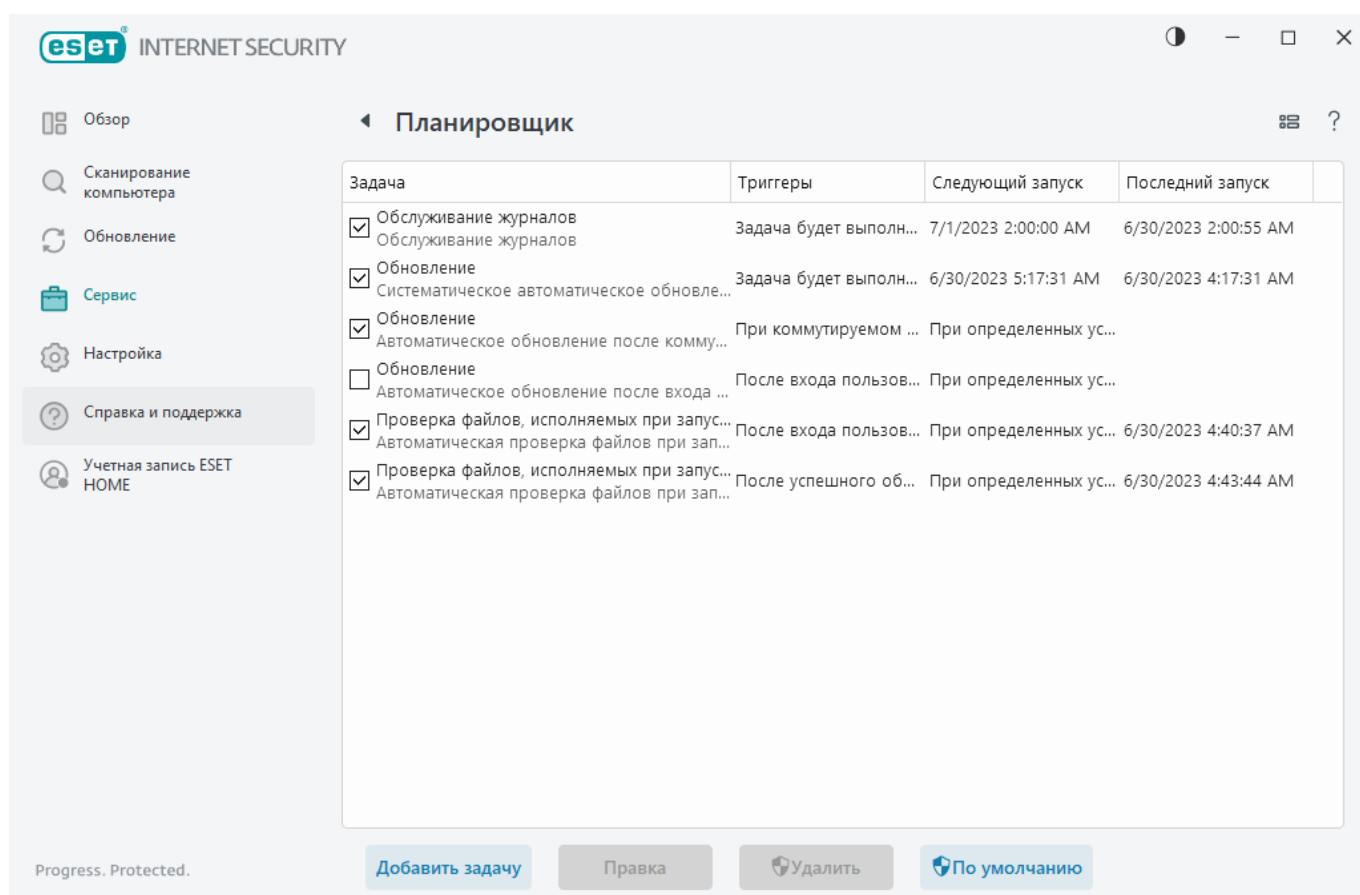 eset® INTERNET SECURITY
Обзор
Сканирование
компьютера
Обновление
Сервис
Настройка
Справка и поддержка
Учетная запись ESET
HOME
Progress. Protected.
Планировщик
?
Задача Триггеры Следующий запуск Последний запуск
Обслуживание журналов
Обслуживание журналов
Задача будет выполн... 7/1/2023 2:00:00 AM 6/30/2023 2:00:55 AM
Обновление
Систематическое автоматическое обновле...
Задача будет выполн... 6/30/2023 5:17:31 AM 6/30/2023 4:17:31 AM
Обновление
Автоматическое обновление после комму...
При коммутируемом ... При определенных ус...
Обновление
Автоматическое обновление после входа ...
После входа пользов... При определенных ус...
Проверка файлов, исполняемых при запус...
Автоматическая проверка файлов при зап...
После входа пользов... При определенных ус... 6/30/2023 4:40:37 AM
Проверка файлов, исполняемых при запус...
Автоматическая проверка файлов при зап...
После успешного об... При определенных ус... 6/30/2023 4:43:44 AM
Добавить задачу Правка Удалить По умолчанию